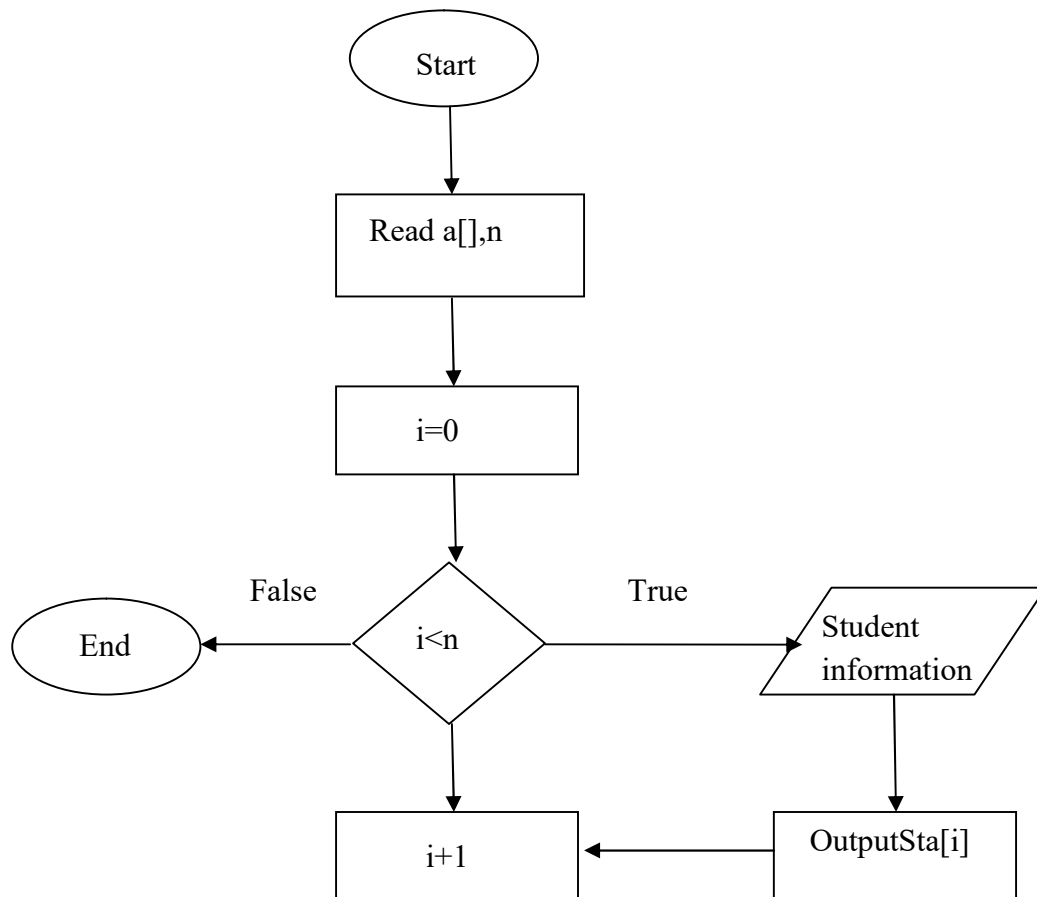 Start
Read a[],n
i=0
False
True
End
i<n
Student
information
i+1
OutputSta[i]